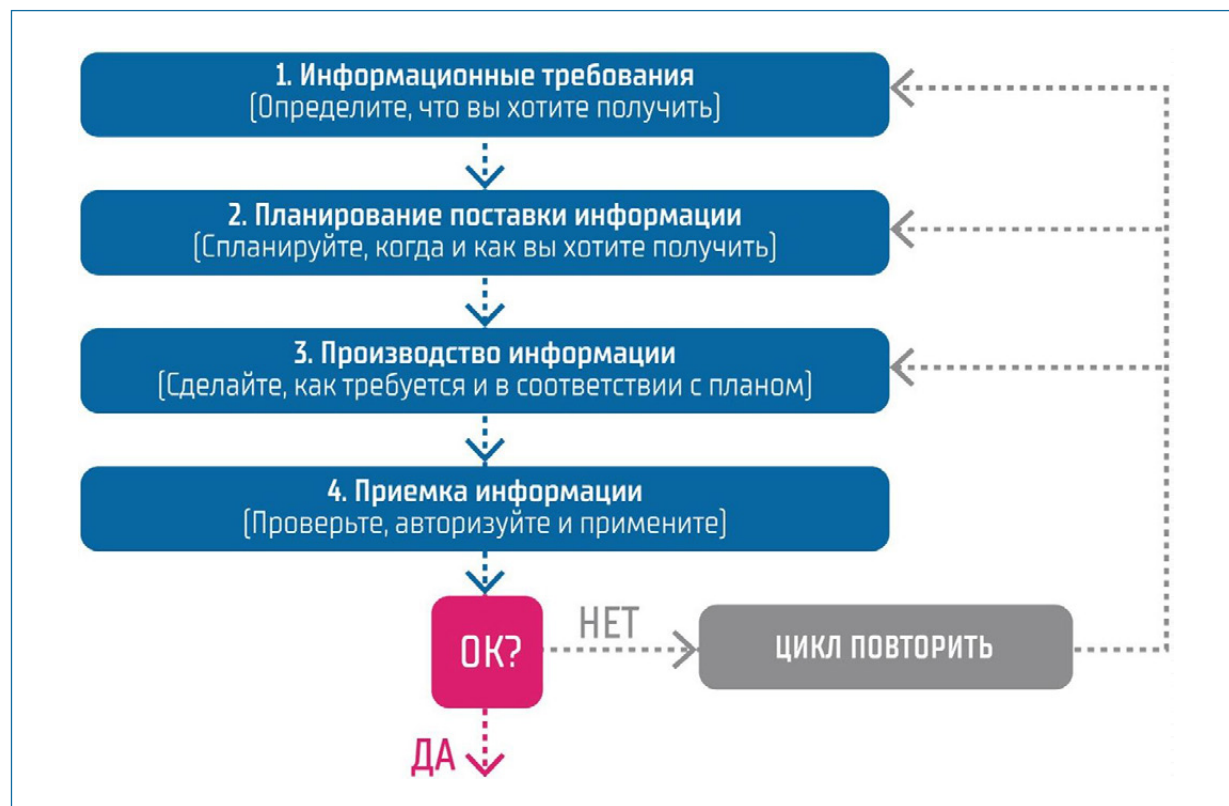 1. Информационные требования
(Определите, что вы хотите получить)
2. Планирование поставки информации
(Спланируйте, когда и как вы хотите получить)
3. Производство информации
(Сделайте, как требуется и в соответствии с планом)
4. Приемка информации
(Проверьте, авторизуйте и примените)
ОК?
НЕТ
ЦИКЛ ПОВТОРИТЬ
ДА